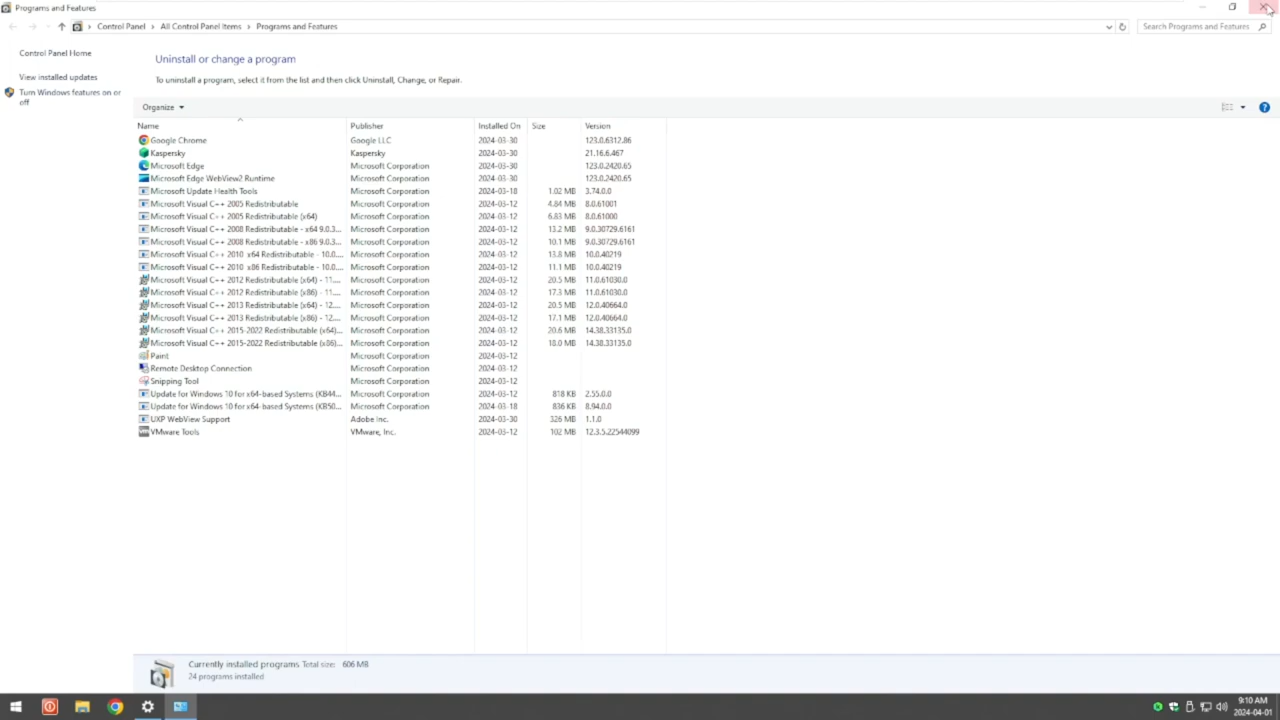 Programs and Features
Control Panel > All Control Panel Items > Programs and Features
Search Programs and Features
Control Panel Home
View installed updates
Turn Windows features on or
off
Uninstall or change a program
To uninstall a program, select it from the list and then click Uninstall, Change, or Repair.
Organize
Name Publisher Installed On Size Version
Google Chrome Google LLC 2024-03-30 123.0.6312.86
Kaspersky Kaspersky 2024-03-30 21.16.6.467
Microsoft Edge Microsoft Corporation 2024-03-30 123.0.2420.65
Microsoft Edge WebView2 Runtime Microsoft Corporation 2024-03-30 123.0.2420.65
Microsoft Update Health Tools Microsoft Corporation 2024-03-18 1.02 MB 3.74.0.0
Microsoft Visual C++ 2005 Redistributable Microsoft Corporation 2024-03-12 4.84 MB 8.0.61001
Microsoft Visual C++ 2005 Redistributable (x64) Microsoft Corporation 2024-03-12 6.83 MB 8.0.61000
Microsoft Visual C++ 2008 Redistributable - x64 9.0.3... Microsoft Corporation 2024-03-12 13.2 MB 9.0.30729.6161
Microsoft Visual C++ 2008 Redistributable - x86 9.0.3... Microsoft Corporation 2024-03-12 10.1 MB 9.0.30729.6161
Microsoft Visual C++ 2010 x64 Redistributable - 10.0.... Microsoft Corporation 2024-03-12 13.8 MB 10.0.40219
Microsoft Visual C++ 2010 x86 Redistributable - 10.0.... Microsoft Corporation 2024-03-12 11.1 MB 10.0.40219
Microsoft Visual C++ 2012 Redistributable (x64) - 11.... Microsoft Corporation 2024-03-12 20.5 MB 11.0.61030.0
Microsoft Visual C++ 2012 Redistributable (x86) - 11.... Microsoft Corporation 2024-03-12 17.3 MB 11.0.61030.0
Microsoft Visual C++ 2013 Redistributable (x64) - 12.... Microsoft Corporation 2024-03-12 20.5 MB 12.0.40664.0
Microsoft Visual C++ 2013 Redistributable (x86) - 12.... Microsoft Corporation 2024-03-12 17.1 MB 12.0.40664.0
Microsoft Visual C++ 2015-2022 Redistributable (x64)... Microsoft Corporation 2024-03-12 20.6 MB 14.38.33135.0
Microsoft Visual C++ 2015-2022 Redistributable (x86)... Microsoft Corporation 2024-03-12 18.0 MB 14.38.33135.0
Paint Microsoft Corporation 2024-03-12
Remote Desktop Connection Microsoft Corporation 2024-03-12
Snipping Tool Microsoft Corporation 2024-03-12
Update for Windows 10 for x64-based Systems (KB44... Microsoft Corporation 2024-03-12 818 KB 2.55.0.0
Update for Windows 10 for x64-based Systems (KB50... Microsoft Corporation 2024-03-18 836 KB 8.94.0.0
UXP WebView Support Adobe Inc. 2024-03-30 326 MB 1.1.0
VMware Tools VMware, Inc. 2024-03-12 102 MB 12.3.5.22544099
Currently installed programs Total size: 606 MB
24 programs installed
9:10 AM
2024-04-01